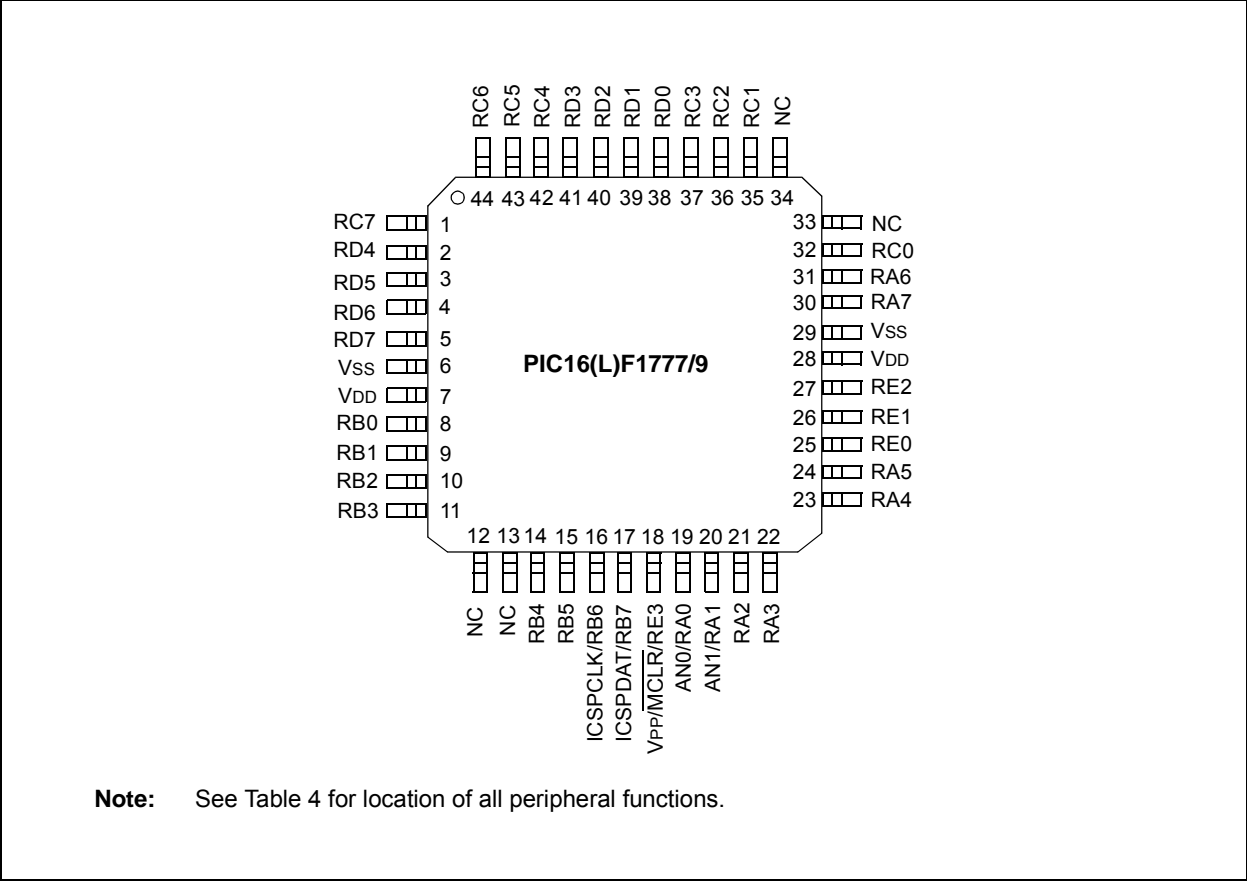 RC6 RC5 RC4 RD3 RD2 RD1 RD0 RC3 RC2 RC1 NC
44 43 42 41 40 39 38 37 36 35 34
RC7 1
RD4 2
RD5 3
RD6 4
RD7 5
VSS 6
VDD 7
RB0 8
RB1 9
RB2 10
RB3 11
PIC16(L)F1777/9
33 NC
32 RC0
31 RA6
30 RA7
29 VSS
28 VDD
27 RE2
26 RE1
25 RE0
24 RA5
23 RA4
12 13 14 15 16 17 18 19 20 21 22
NC
NC
RB4
RB5
ICSPCLK/RB6
ICSPDAT/RB7
VPP/MCLR/RE3
AN0/RA0
AN1/RA1
RA2
RA3
Note: See Table 4 for location of all peripheral functions.